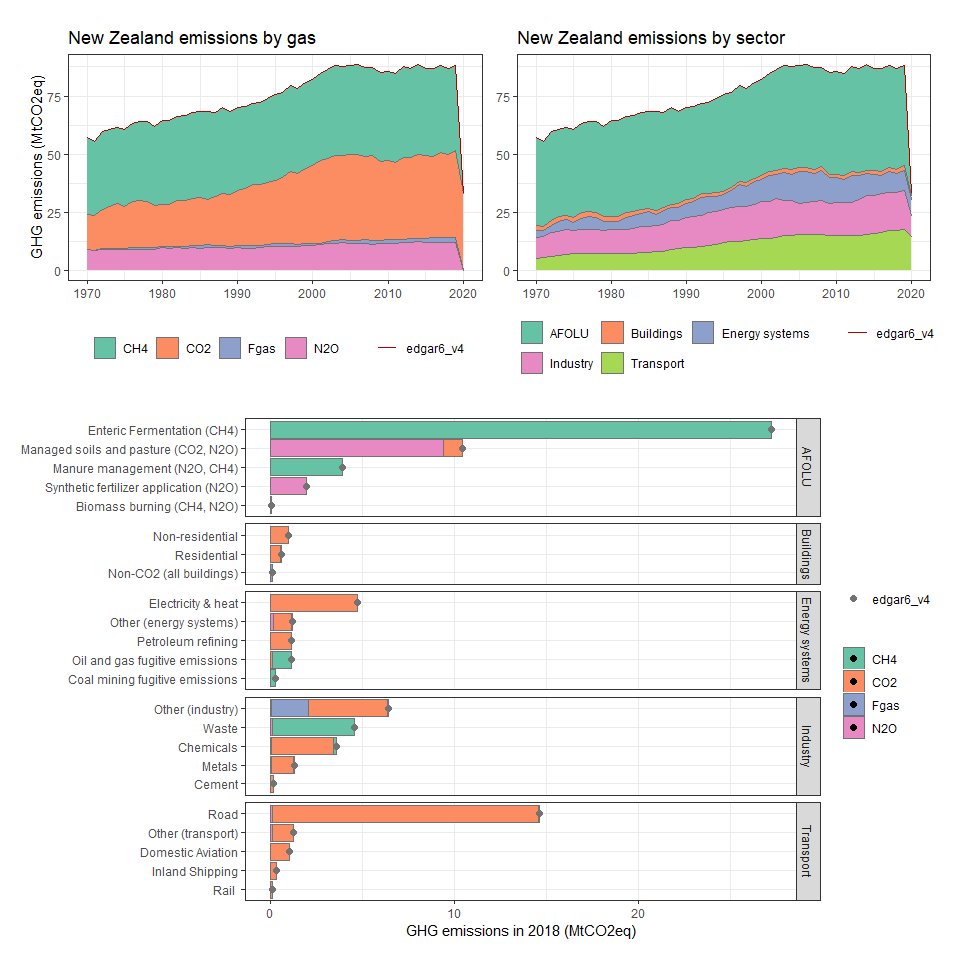 New Zealand emissions by gas
GHG emissions (MtCO2eq)
75
50
25
0
1970
1980
1990
2000
2010
2020
CH4
CO2
Fgas
N2O
edgar6_v4
New Zealand emissions by sector
75
50
25
0
1970
1980
1990
2000
2010
2020
AFOLU
Buildings
Energy systems
edgar6_v4
Industry
Transport
Enteric Fermentation (CH4)
Managed soils and pasture (CO2, N2O)
Manure management (N2O, CH4)
Synthetic fertilizer application (N2O)
Biomass burning (CH4, N2O)
AFOLU
Non-residential
Residential
Non-CO2 (all buildings)
Buildings
Electricity & heat
Other (energy systems)
Petroleum refining
Oil and gas fugitive emissions
Coal mining fugitive emissions
Energy systems
Other (industry)
Waste
Chemicals
Metals
Cement
Industry
Road
Other (transport)
Domestic Aviation
Inland Shipping
Rail
Transport
0
10
20
GHG emissions in 2018 (MtCO2eq)
edgar6_v4
CH4
CO2
Fgas
N2O